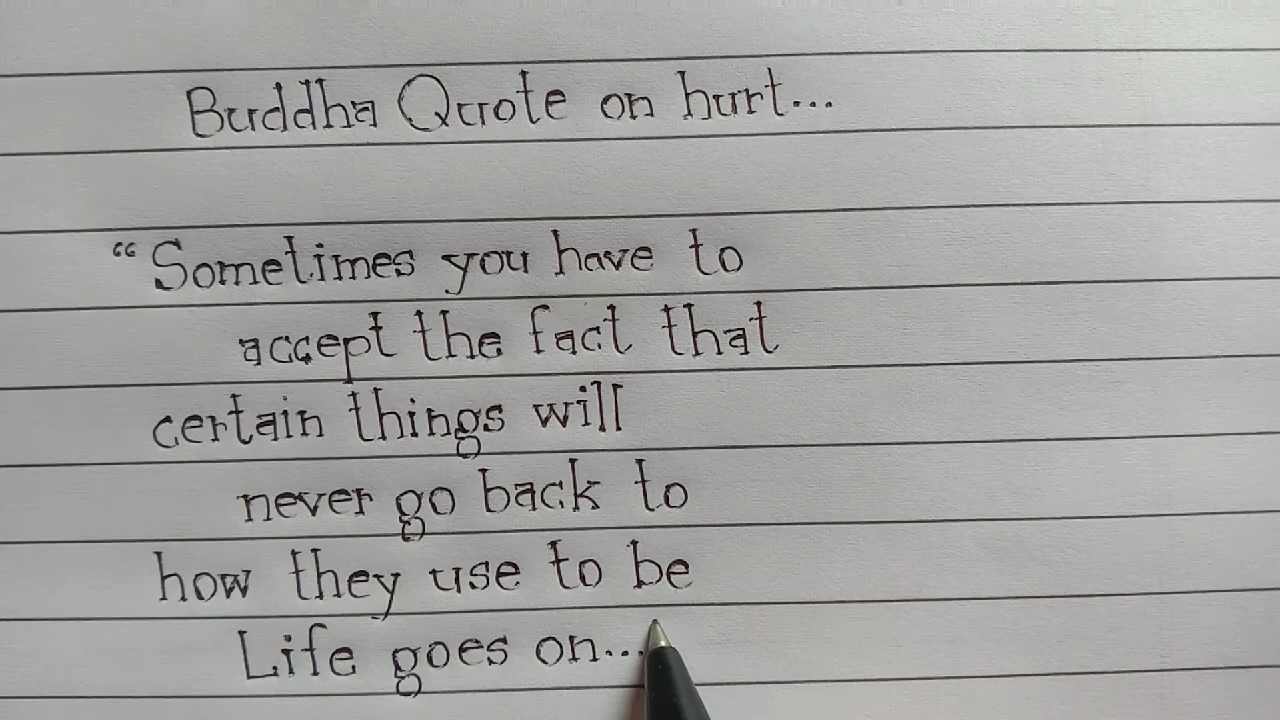 Buddha Quote on hurt...
“Sometimes you have to
accept the fact that
certain things will
never go back to
how they use to be
Life goes on...